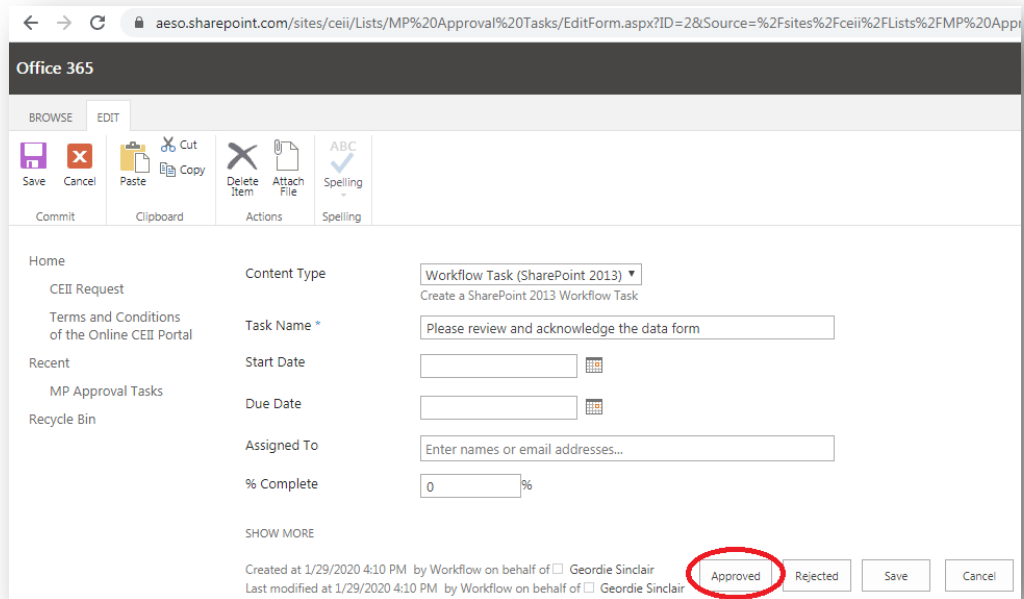 aeso.sharepoint.com/sites/ceii/Lists/MP%20Approval%20Tasks/EditForm.aspx?ID=2&Source=%2Fsites%2Fceii%2FLists%2FMP%20Appr
Office 365
BROWSE EDIT
Save Cancel Paste Cut Copy Delete Item Attach File ABC Spelling
Commit Clipboard Actions Spelling
Home
CEII Request
Terms and Conditions
of the Online CEII Portal
Recent
MP Approval Tasks
Recycle Bin
Content Type Workflow Task (SharePoint 2013)
Create a SharePoint 2013 Workflow Task
Task Name * Please review and acknowledge the data form
Start Date
Due Date
Assigned To Enter names or email addresses...
% Complete 0 %
SHOW MORE
Created at 1/29/2020 4:10 PM by Workflow on behalf of Geordie Sinclair
Last modified at 1/29/2020 4:10 PM by Workflow on behalf of Geordie Sinclair
Approved Rejected Save Cancel